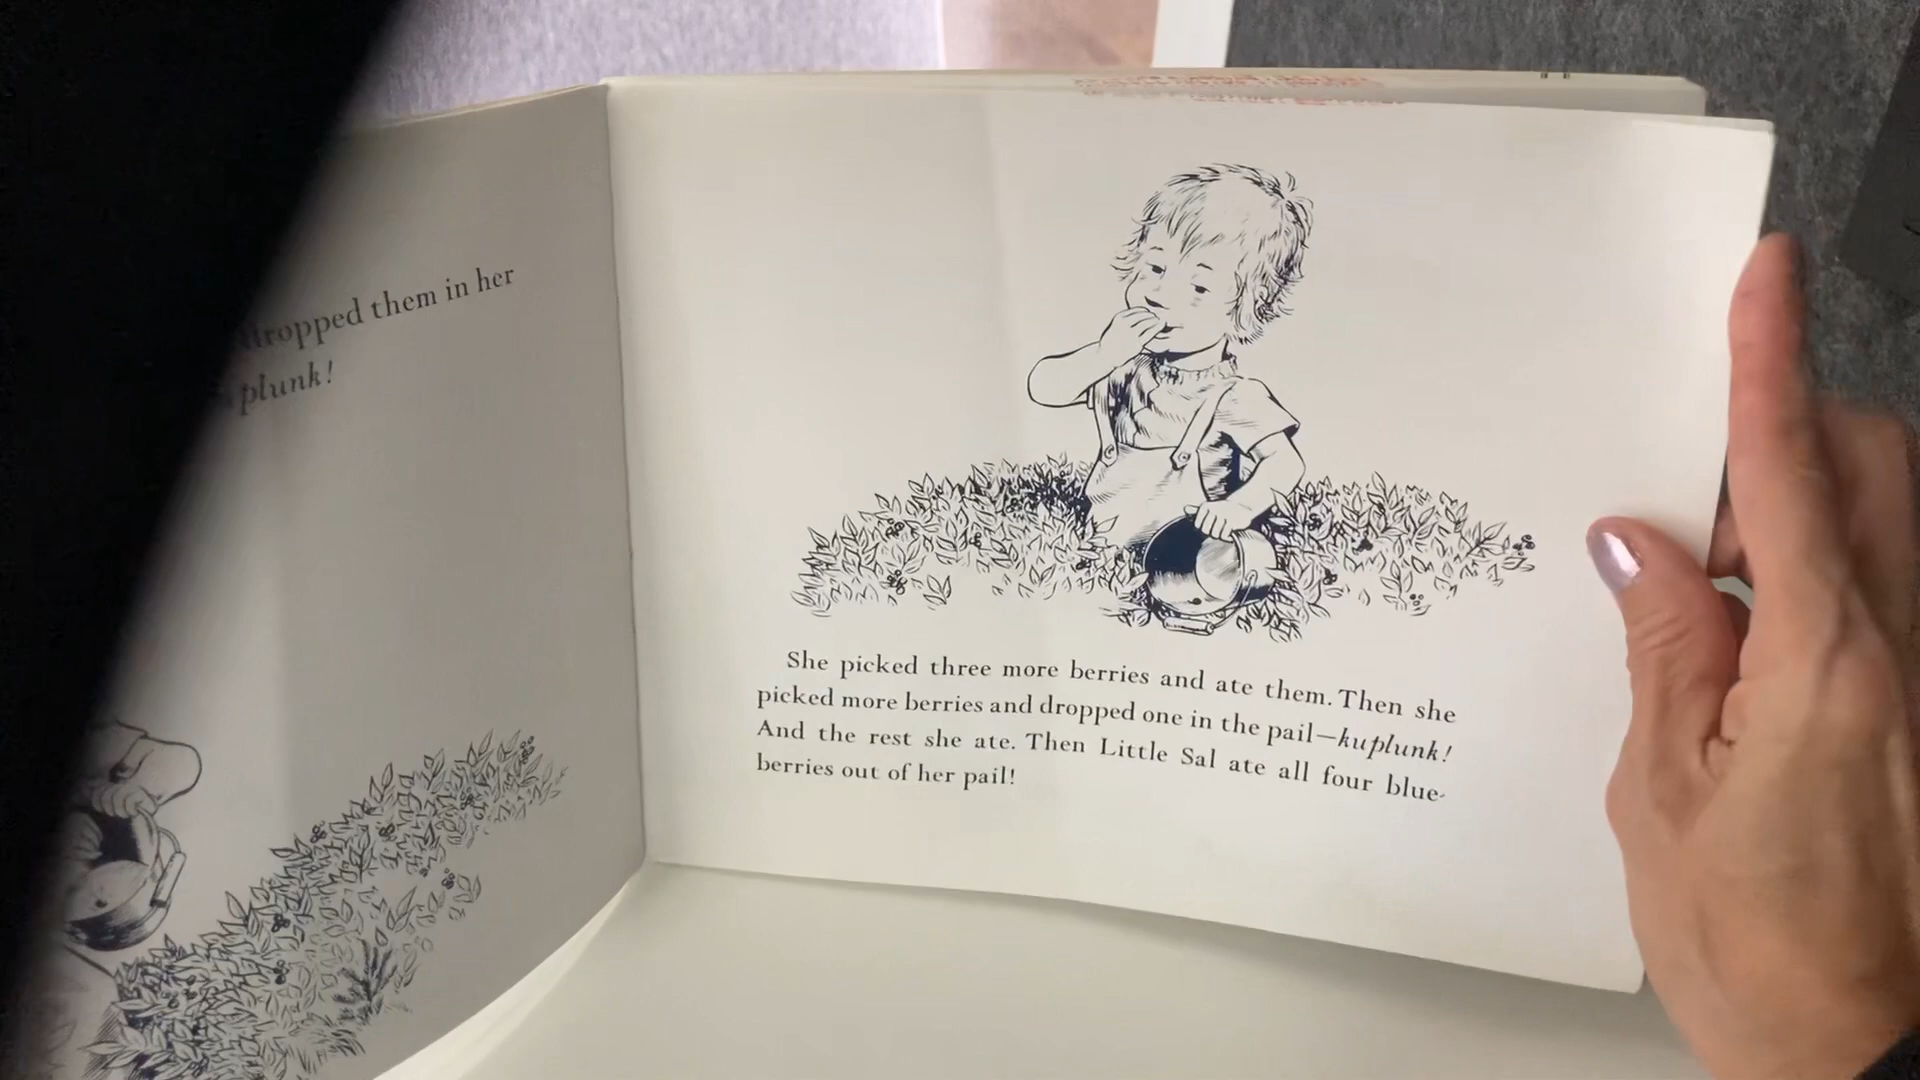 dropped them in her
plunk!
She picked three more berries and ate them. Then she
picked more berries and dropped one in the pail—kuplunk!
And the rest she ate. Then Little Sal ate all four blue-
berries out of her pail!